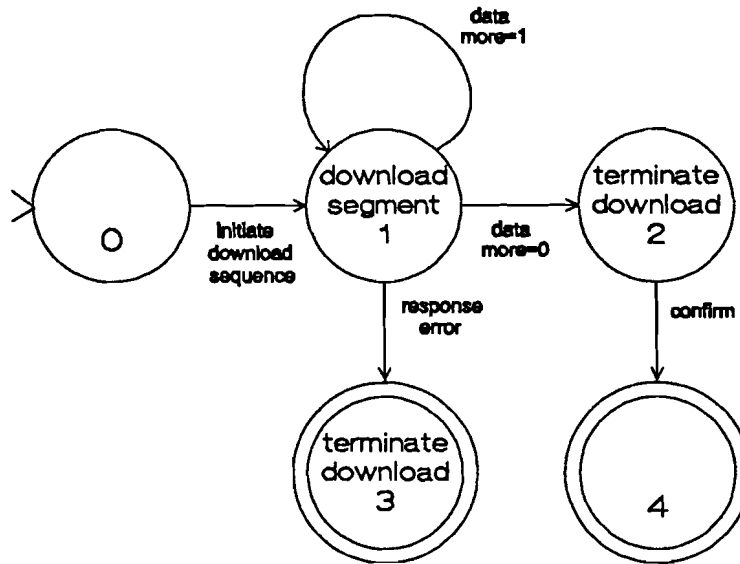 data
more=1
download
segment
1
terminate
download
2
0
initiate
download
sequence
data
more=0
response
error
confirm
terminate
download
3
4